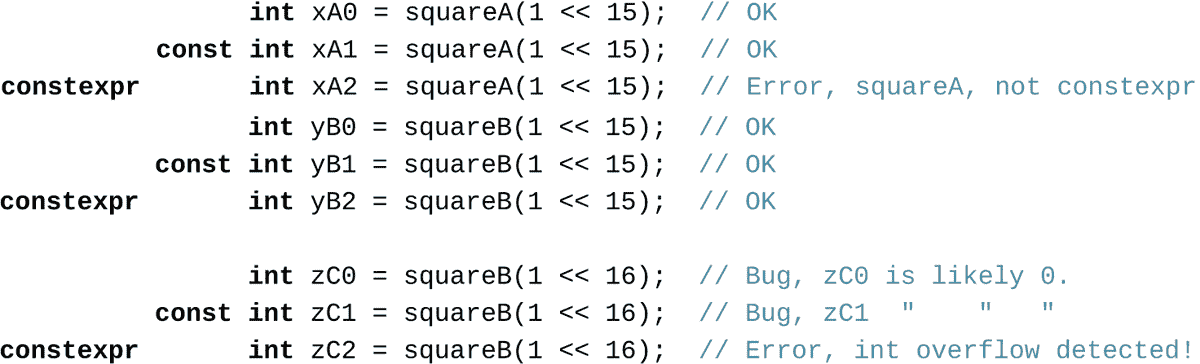 int xA0 = squareA(1 << 15);  // OK
const int xA1 = squareA(1 << 15);  // OK
constexpr int xA2 = squareA(1 << 15);  // Error, squareA, not constexpr
int yB0 = squareB(1 << 15);  // OK
const int yB1 = squareB(1 << 15);  // OK
constexpr int yB2 = squareB(1 << 15);  // OK
int zC0 = squareB(1 << 16);  // Bug, zC0 is likely 0.
const int zC1 = squareB(1 << 16);  // Bug, zC1  "    "   "
constexpr int zC2 = squareB(1 << 16);  // Error, int overflow detected!